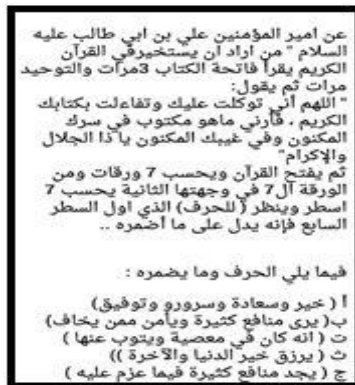 عن امير المؤمنين علي بن ابي طالب عليه
السلام " من اراد ان يستخيرفي القرآن
الكريم يقرأ فاتحة الكتاب 3مرات والتوحيد
مرات ثم يقول:
" اللهم أني توكلت عليك وتفاءلت بكتابك
الكريم ، فأرني ماهو مكتوب في سرك
المكنون وفي غيبك المكنون يا ذا الجلال
والإكرام"
ثم يفتح القرآن ويحسب 7 ورقات ومن
الورقة ال7 في وجهتها الثانية يحسب 7
اسطر وينظر ( للحرف) الذي اول السطر
السابع فإنه يدل على ما أضمره ..
فيما يلي الحرف وما يضمره :
أ ( خير وسعادة وسرورو وتوفيق)
ب( يرى منافع كثيرة ويأمن ممن يخاف)
ت ( انه كان في معصية ويتوب عنها )
ث ( يرزق خير الدنيا والآخرة ))
ج ( يجد منافع كثيرة فيما عزم عليه )